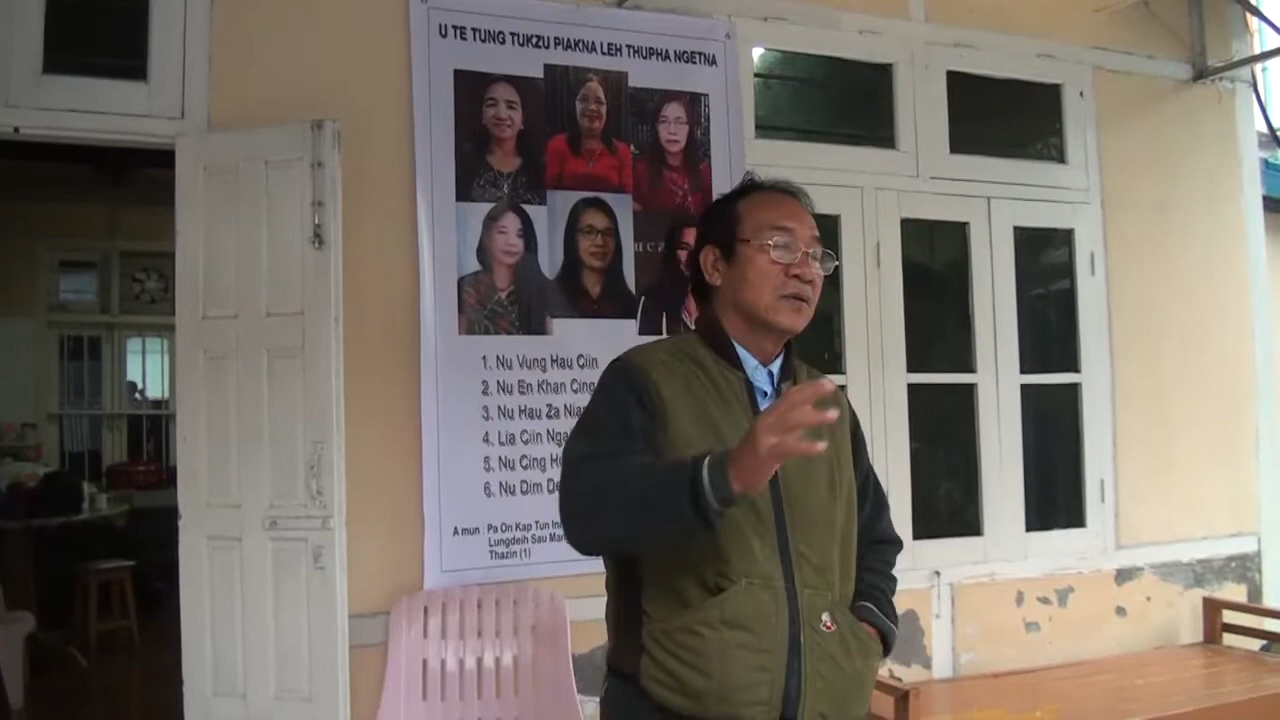 U TE TUNG TUKZU PIAKNA LEH THUPHA NGETNA
1. Nu Vung Hau Ciin
2. Nu En Khan Cing
3. Nu Hau Za
4. Lia Ciin
5. Nu Cing
6. Nu Dim
A mun : Pa On Kap Tun
Lungdeih Sau
Thazin (1)